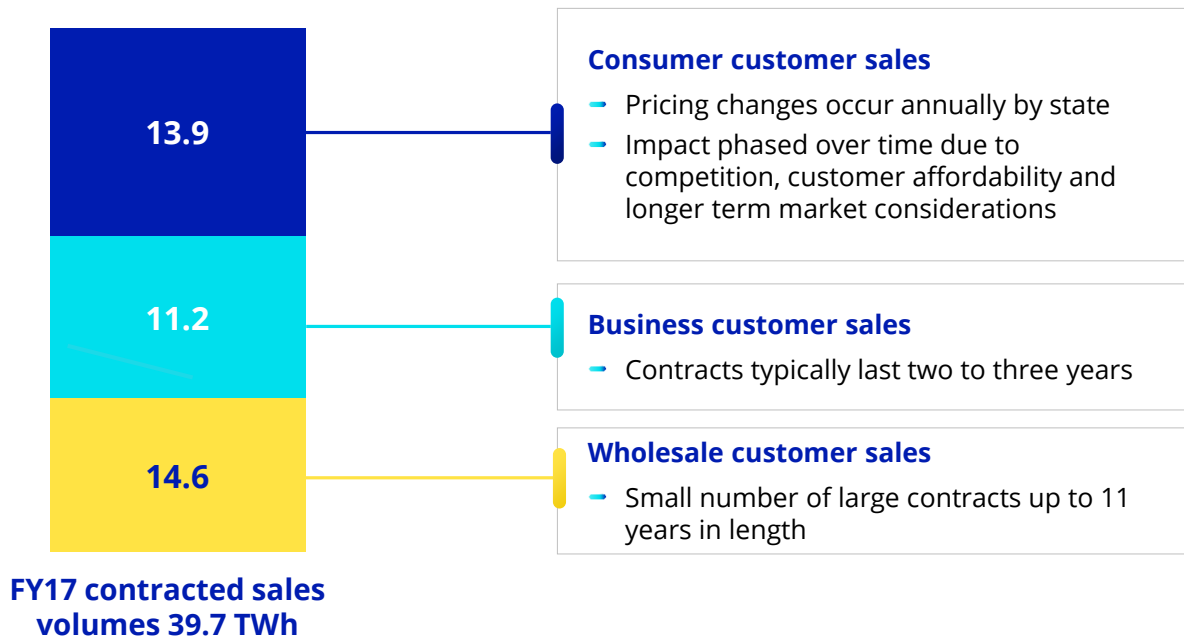 13.9
11.2
14.6
FY17 contracted sales
volumes 39.7 TWh
Consumer customer sales
Pricing changes occur annually by state
Impact phased over time due to
competition, customer affordability and
longer term market considerations
Business customer sales
Contracts typically last two to three years
Wholesale customer sales
Small number of large contracts up to 11
years in length